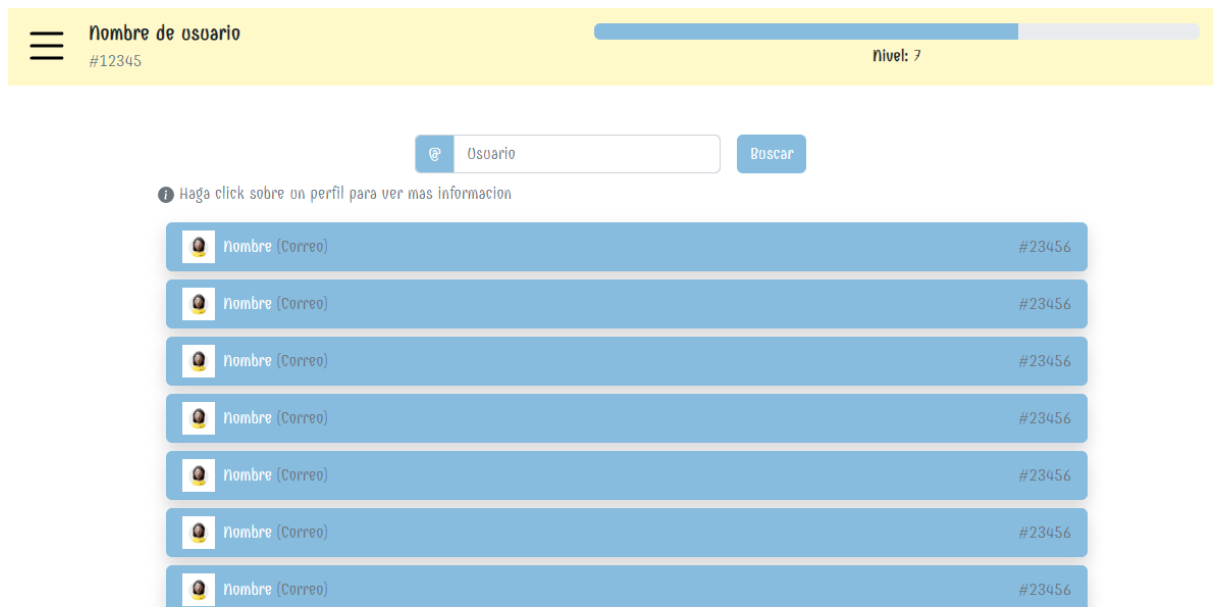 Nombre de usuario
#12345
Nivel: 7
@ Usuario Buscar
Haga click sobre un perfil para ver mas informacion
Nombre (Correo) #23456
Nombre (Correo) #23456
Nombre (Correo) #23456
Nombre (Correo) #23456
Nombre (Correo) #23456
Nombre (Correo) #23456
Nombre (Correo) #23456